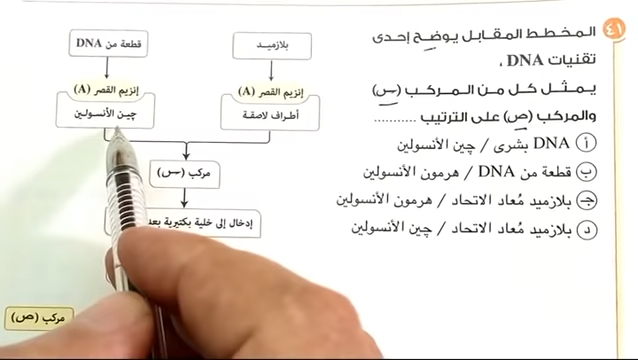 ٤١ المخطط المقابل يوضح إحدى
تقنيات DNA ،
يمثل كل من المركب (س)
والمركب (ص) على الترتيب ............
أ DNA بشرى / چين الأنسولين
ب قطعة من DNA / هرمون الأنسولين
جـ بلازميد مُعاد الاتحاد / هرمون الأنسولين
د بلازميد مُعاد الاتحاد / چين الأنسولين
بلازميد
قطعة من DNA
إنزيم القصر (A)
إنزيم القصر (A)
أطراف لاصقة
چين الأنسولين
مركب (س)
إدخال إلى خلية بكتيرية
مركب (ص)